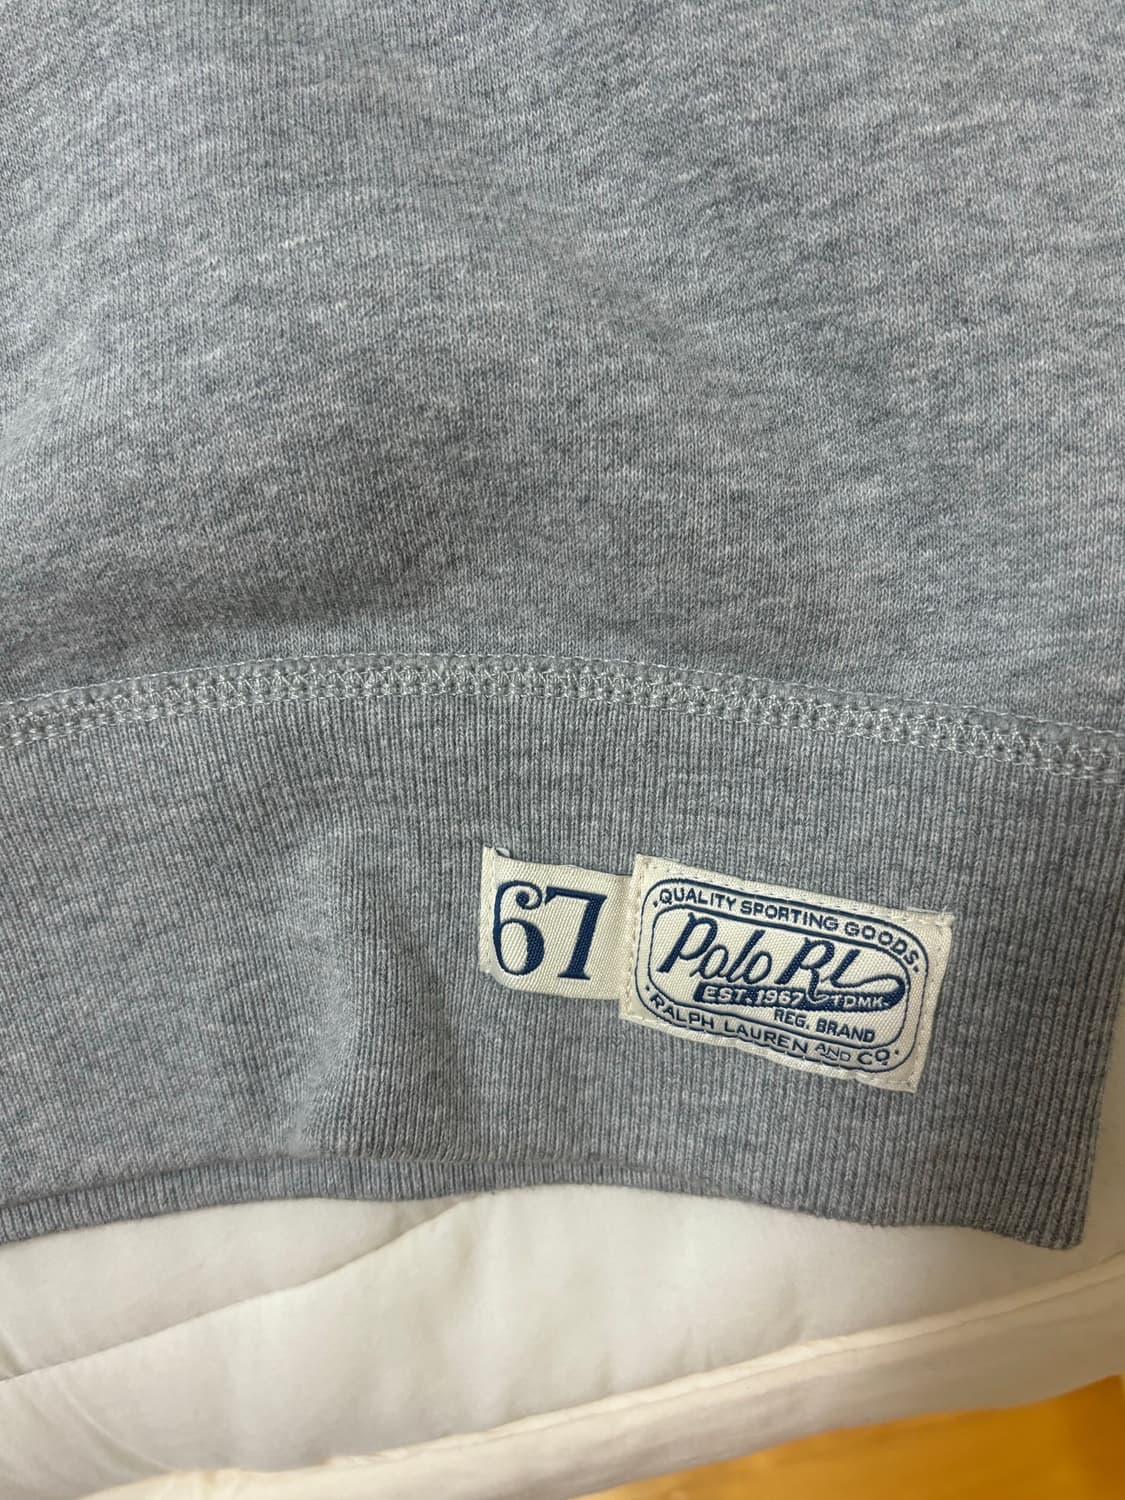 67
.QUALITY SPORTING GOODS.
Polo RL
EST. 1967 TDMK.
REG. BRAND
·RALPH LAUREN AND CO·